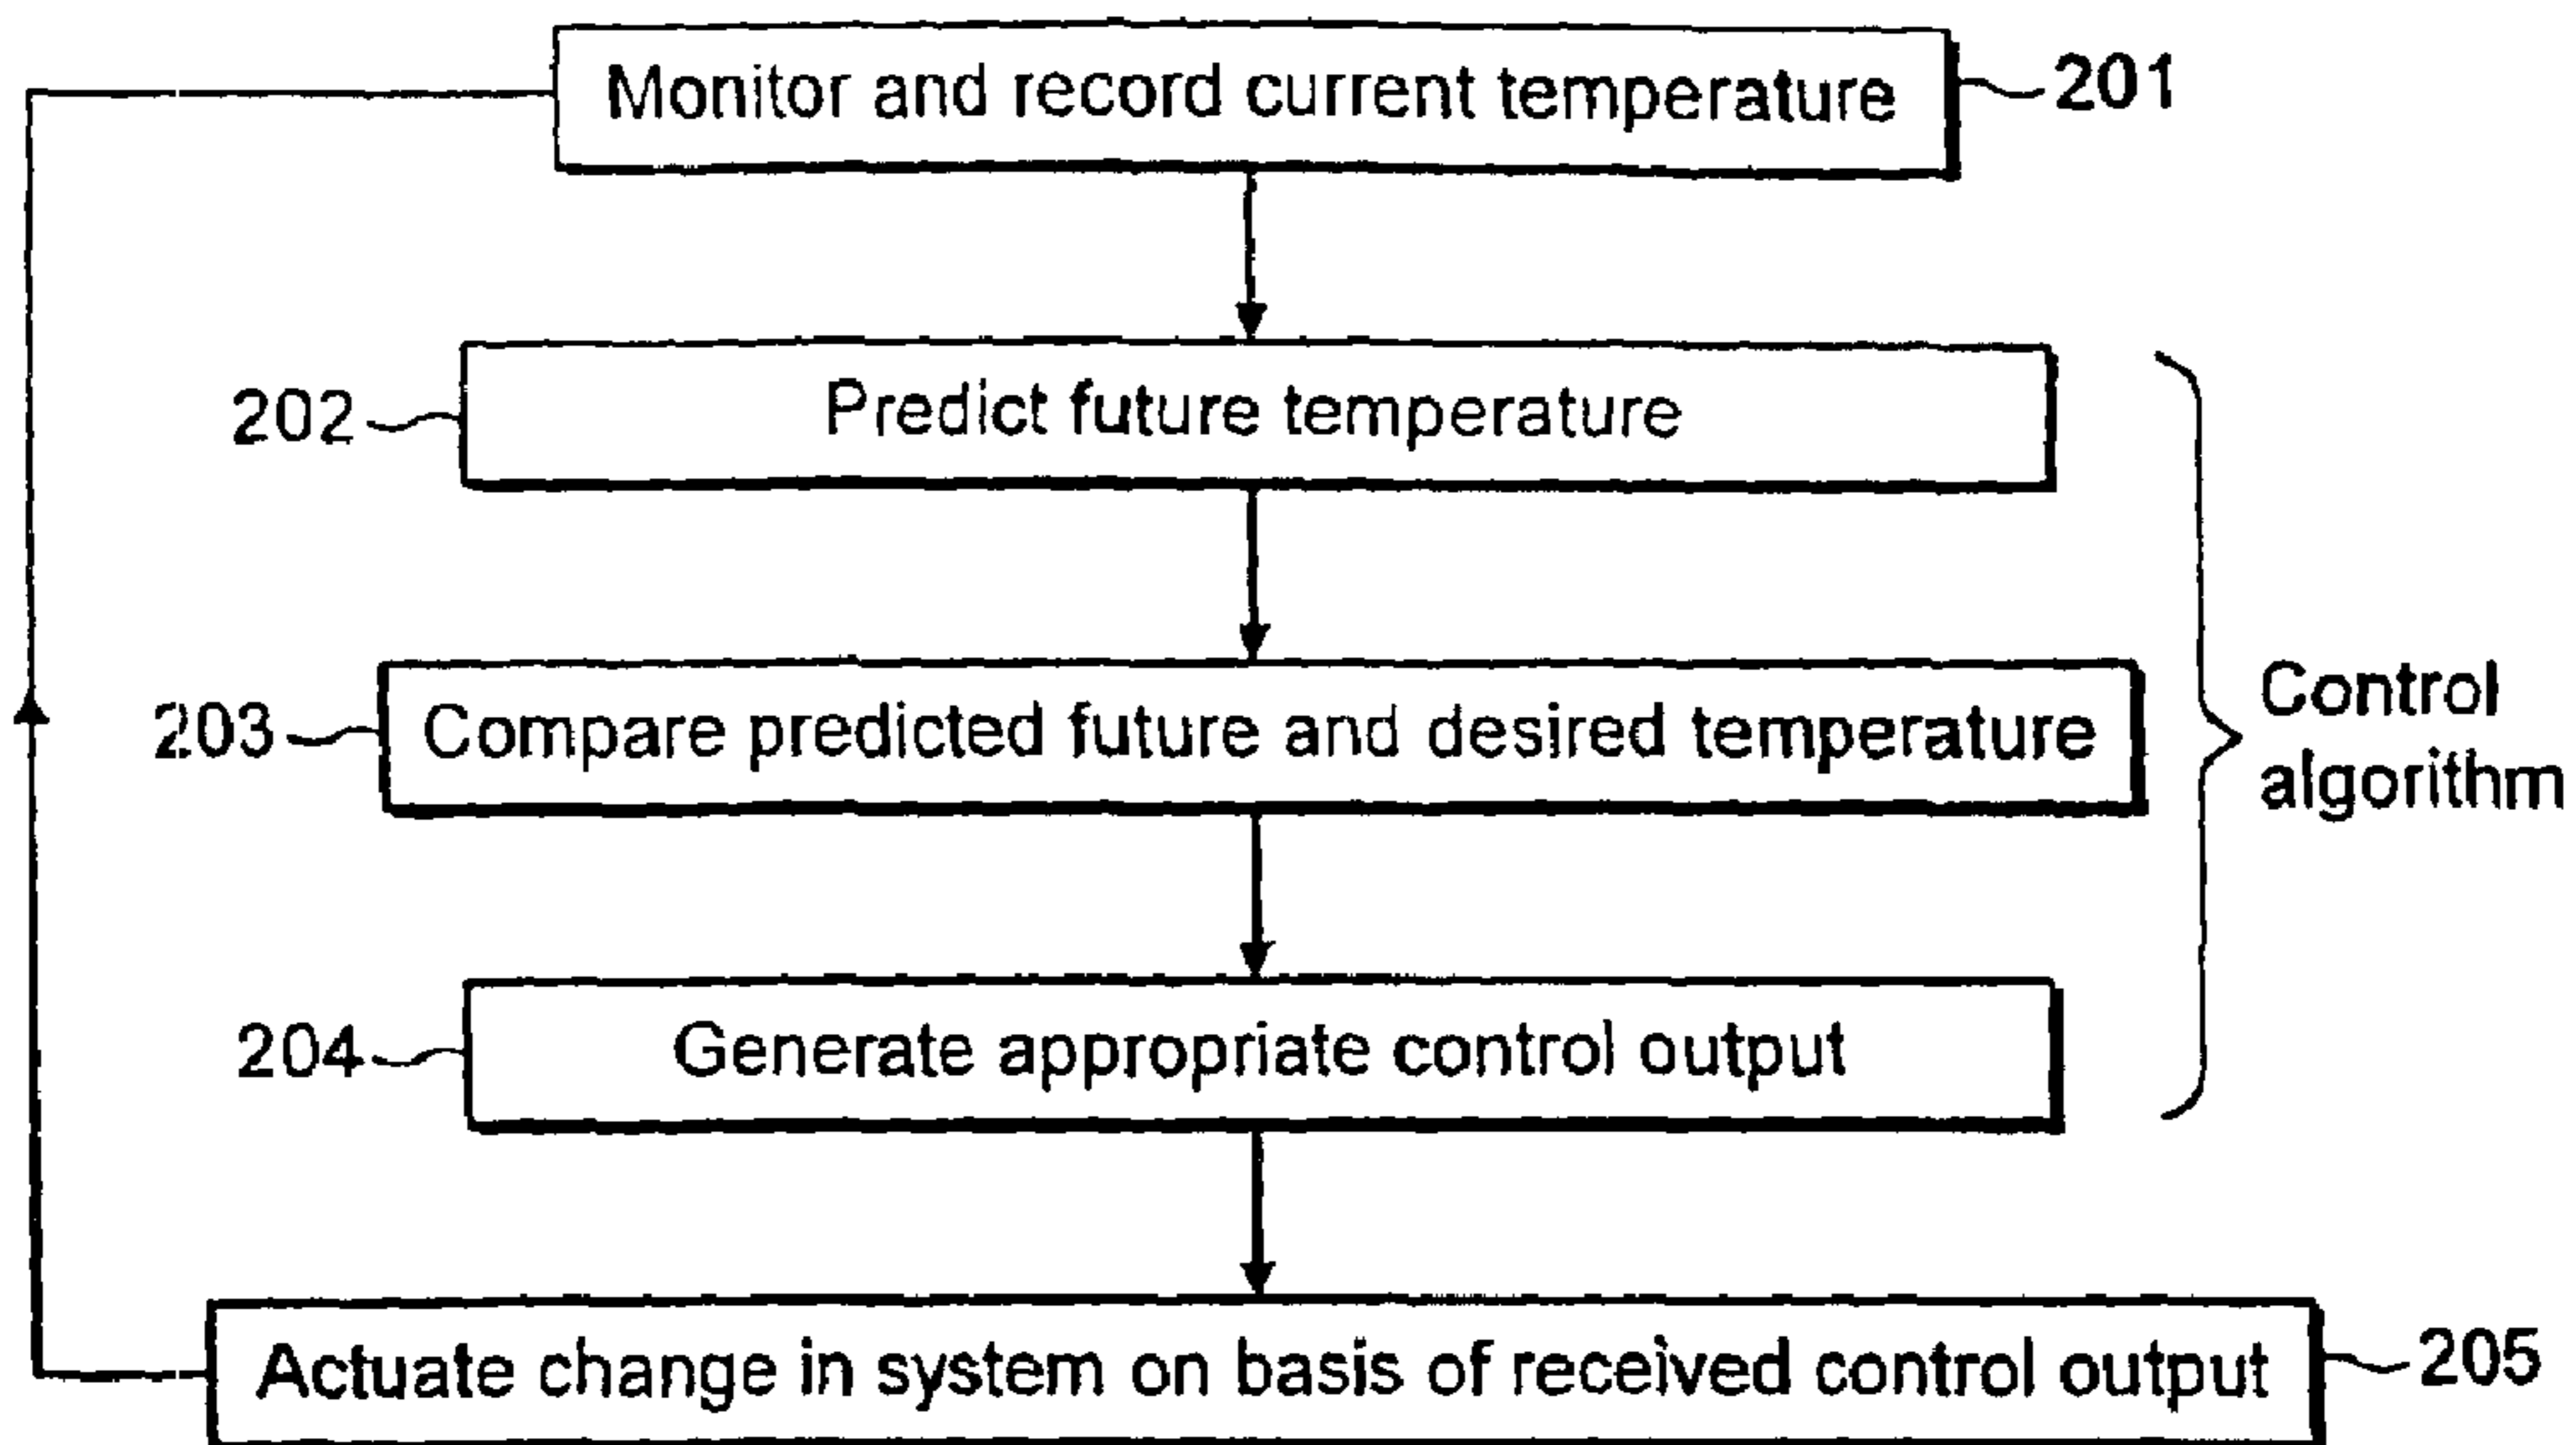 Monitor and record current temperature
201
202
Predict future temperature
203
Compare predicted future and desired temperature
Control
algorithm
204
Generate appropriate control output
Actuate change in system on basis of received control output
205